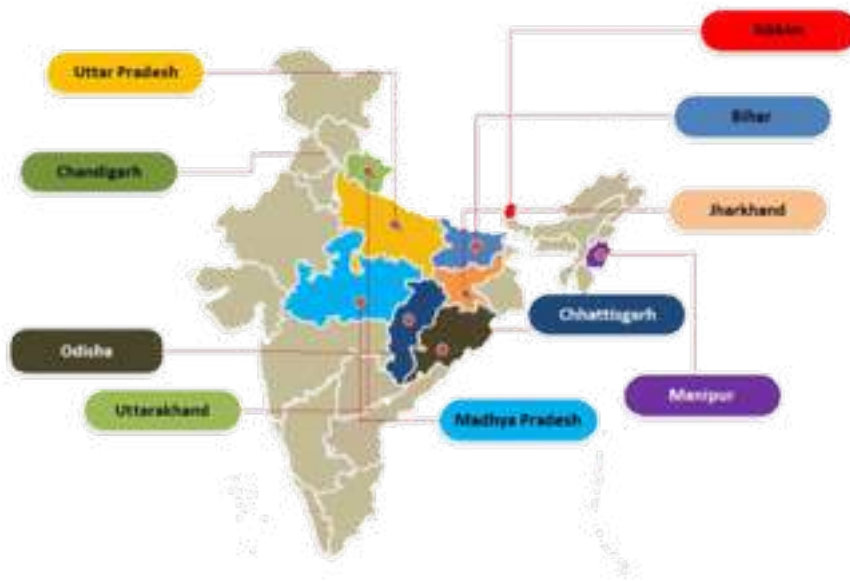 Sikkim
Uttar Pradesh
Bihar
Chandigarh
Jharkhand
Chhattisgarh
Odisha
Manipur
Uttarakhand
Madhya Pradesh